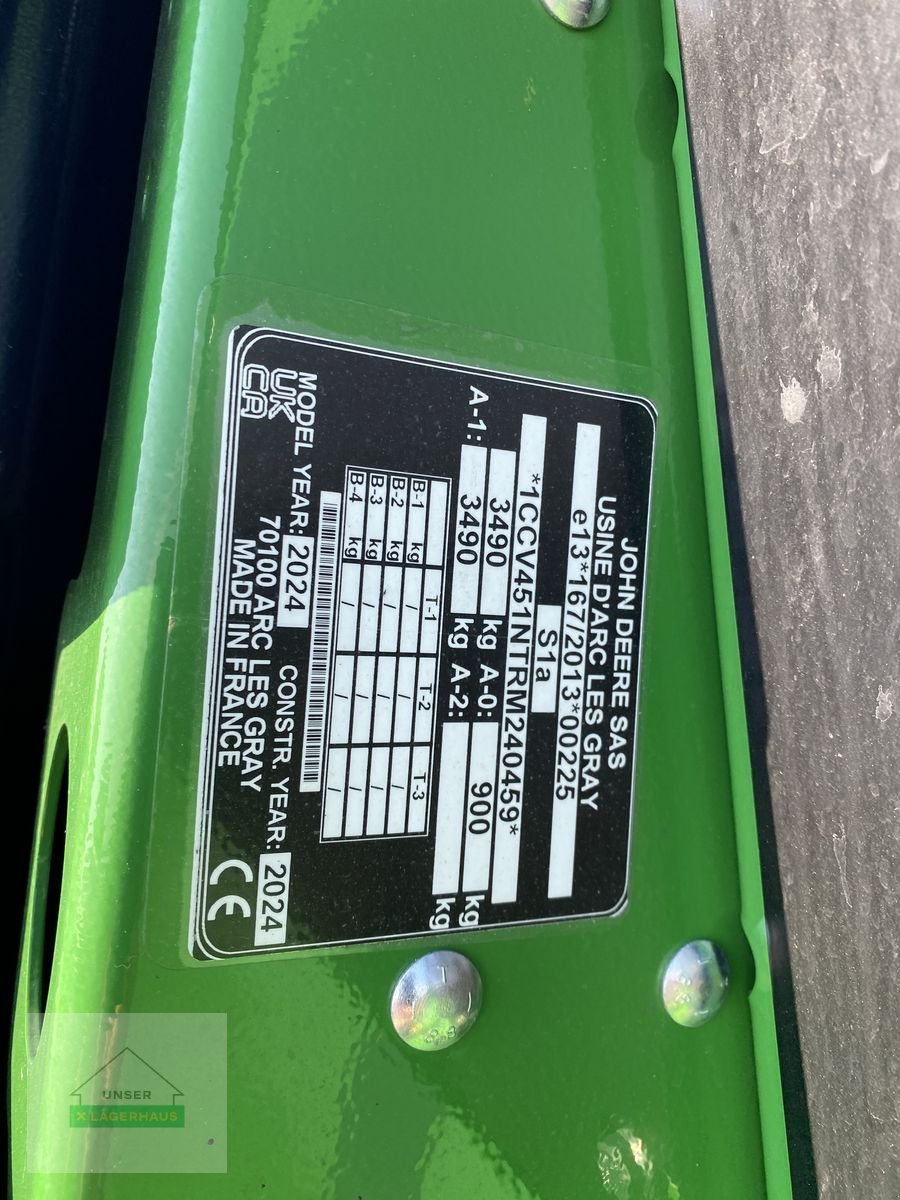 JOHN DEERE SAS
USINE D'ARC LES GRAY
e13*167/2013*00225
S1a
*1CCV451NTRM240459*
3490 kg A-0: 900 kg
A-1: 3490 kg A-2: kg
T-1 T-2 T-3
B-1 kg / / /
B-2 kg / / /
B-3 kg / / /
B-4 kg / / /
MODEL YEAR: 2024 CONSTR. YEAR: 2024
UK
CA
70100 ARC LES GRAY
MADE IN FRANCE
CE
8.8
UNSER
X LAGERHAUS